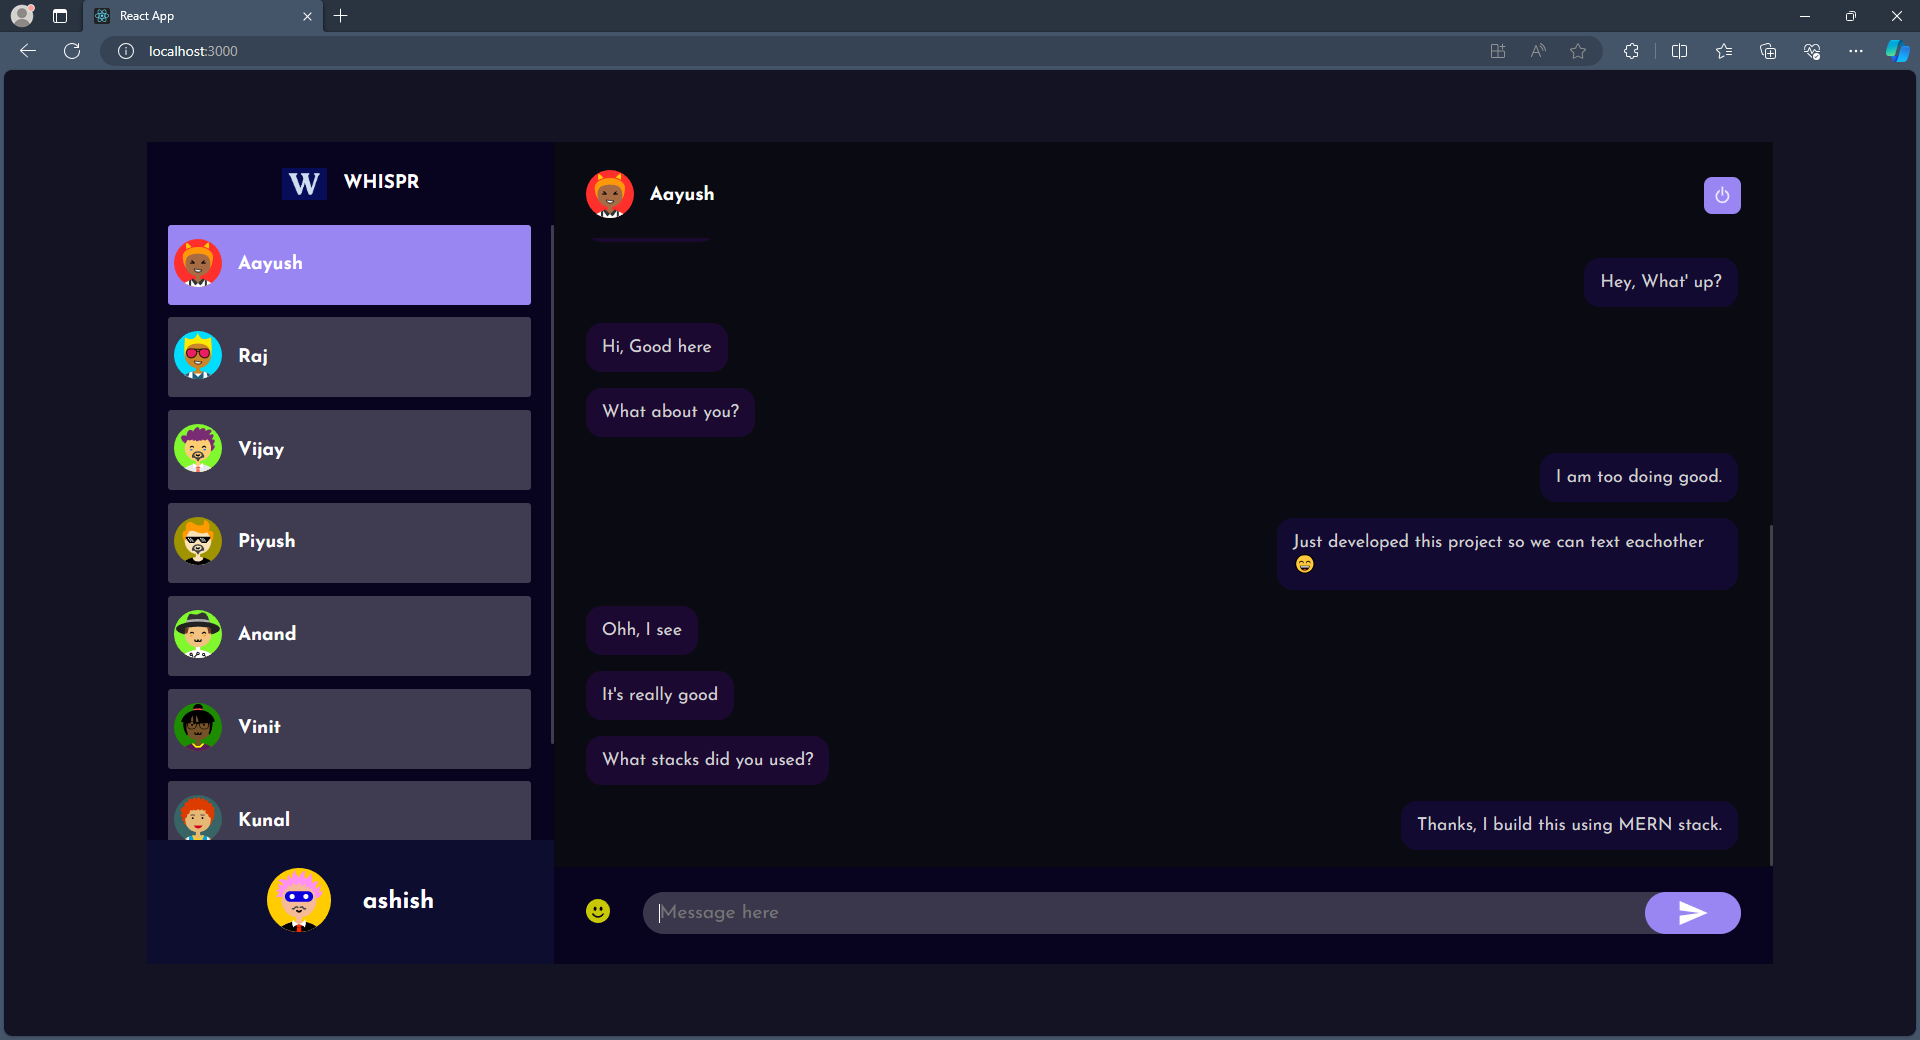 React App
localhost:3000
W WHISPR
Aayush
Raj
Vijay
Piyush
Anand
Vinit
Kunal
ashish
Aayush
Hey, What' up?
Hi, Good here
What about you?
I am too doing good.
Just developed this project so we can text eachother
😄
Ohh, I see
It's really good
What stacks did you used?
Thanks, I build this using MERN stack.
Message here